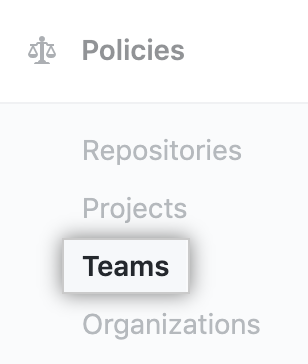 Policies
Repositories
Projects
Teams
Organizations